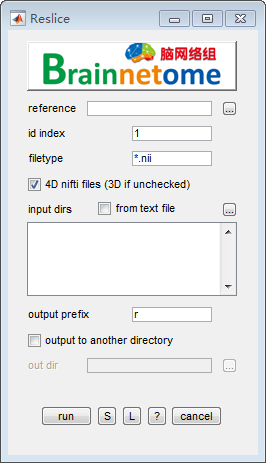 Reslice
脑网络组
Brainnetome
reference
...
id index
1
filetype
*.nii
4D nifti files (3D if unchecked)
input dirs
from text file
...
output prefix
r
output to another directory
out dir
...
run
S
L
?
cancel